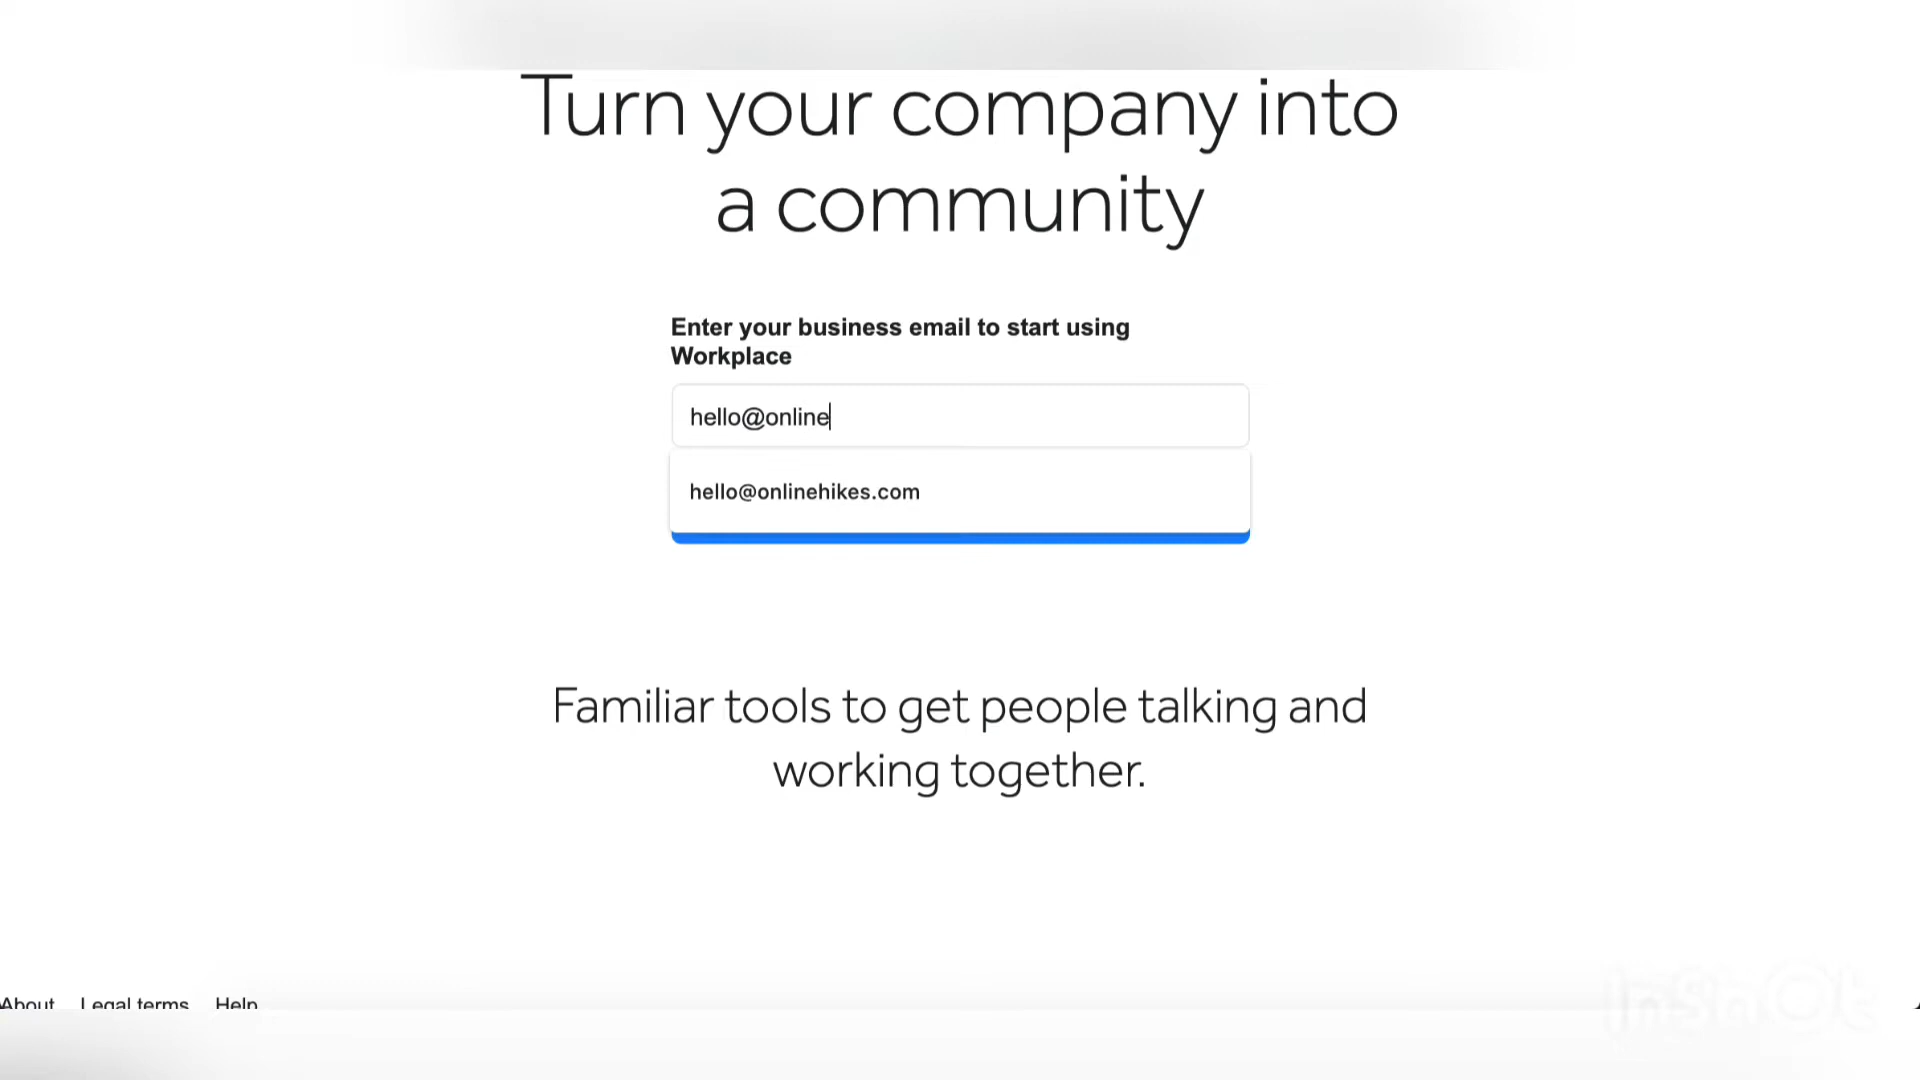 Turn your company into
a community
Enter your business email to start using
Workplace
hello@online
hello@onlinehikes.com
Familiar tools to get people talking and
working together.
About Legal terms Help
InShOt